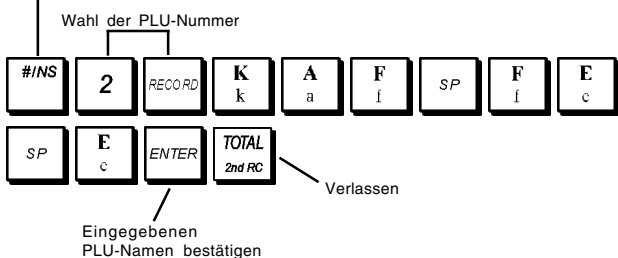 Wahl der PLU-Nummer
#/NS 2 RECORD K k A a F f SP F f E e
SP E e ENTER TOTAL 2nd RC
Verlassen
Eingegebenen
PLU-Namen bestätigen